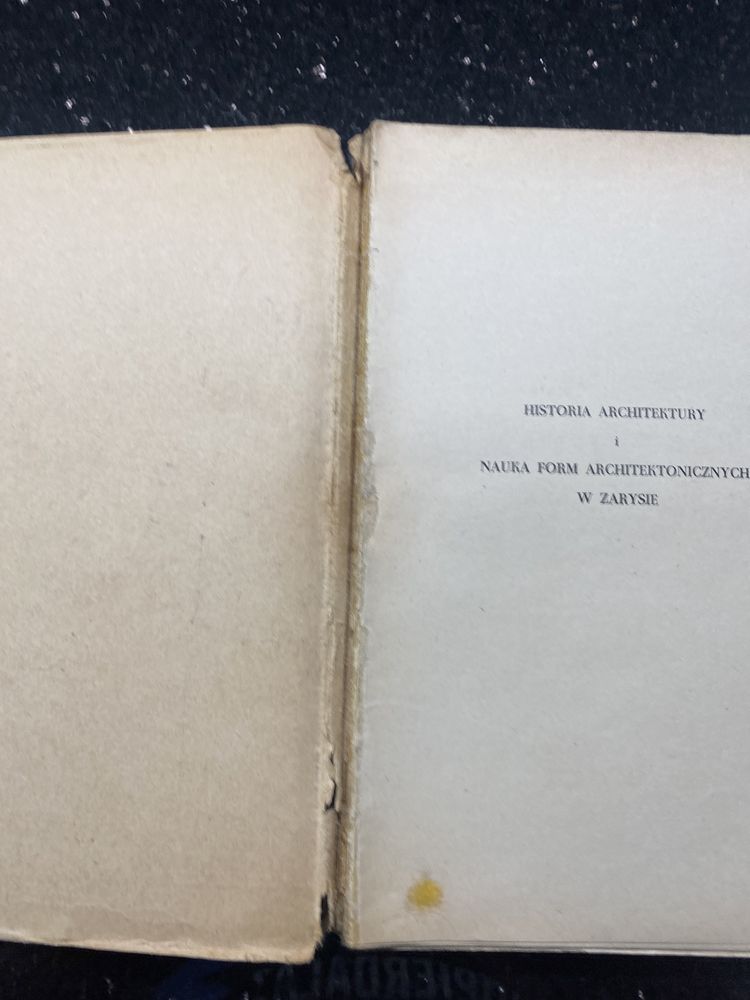 HISTORIA ARCHITEKTURY
i
NAUKA FORM ARCHITEKTONICZNYCH
W ZARYSIE